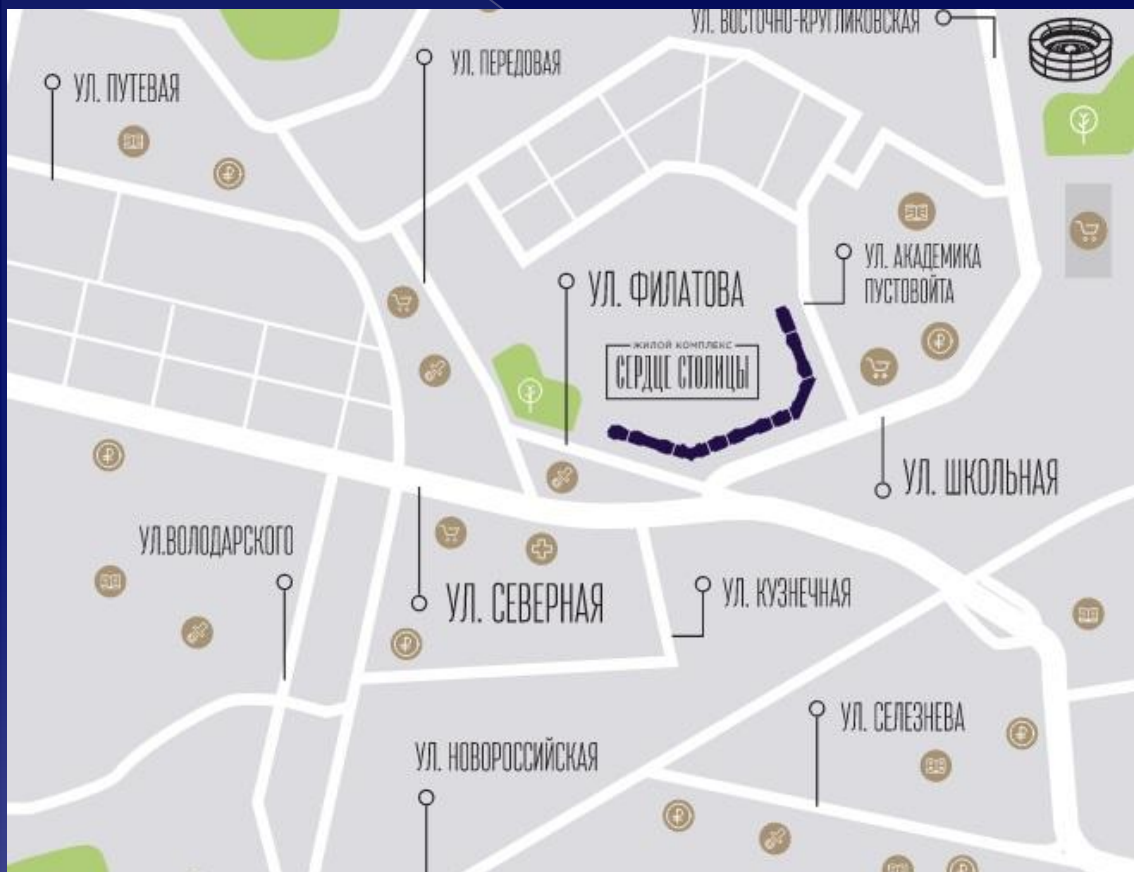 УЛ. ВОСТОЧНО-КРУГЛИКОВСКАЯ
УЛ. ПЕРЕДОВАЯ
УЛ. ПУТЕВАЯ
УЛ. АКАДЕМИКА
ПУСТОВОЙТА
УЛ. ФИЛАТОВА
ЖИЛОЙ КОМПЛЕКС
СЕРДЦЕ СТОЛИЦЫ
УЛ. ШКОЛЬНАЯ
УЛ.ВОЛОДАРСКОГО
УЛ. СЕВЕРНАЯ
УЛ. КУЗНЕЧНАЯ
УЛ. СЕЛЕЗНЕВА
УЛ. НОВОРОССИЙСКАЯ